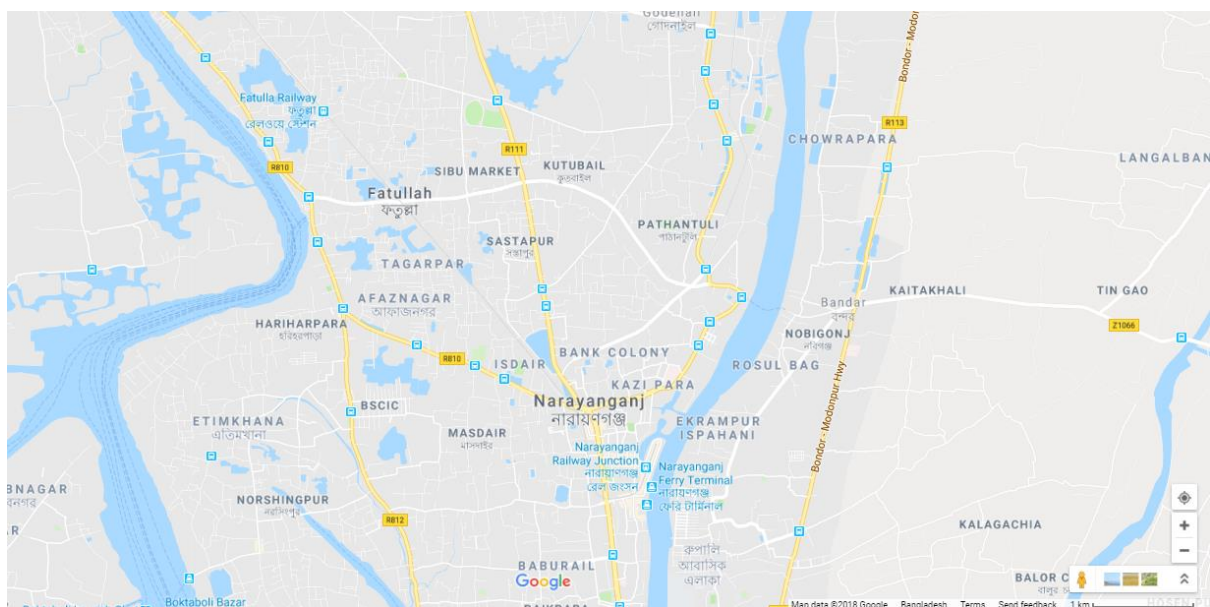 Godenail
গোদনাইল
Bondor - Modonpur
Fatulla Railway
ফতুল্লা
রেলওয়ে স্টেশন
R113
CHOWRAPARA
R111
LANGALBAN
KUTUBAIL
কুতবাইল
SIBU MARKET
R810
Fatullah
ফতুল্লা
PATHANTULI
পাঠানটুলি
SASTAPUR
সস্তাপুর
TAGARPAR
AFAZNAGAR
আফাজনগর
KAITAKHALI
TIN GAO
Bandar
বন্দর
Z1066
HARIHARPARA
হরিহরপাড়া
NOBIGONJ
নবিগঞ্জ
R810
ISDAIR
BANK COLONY
ROSUL BAG
KAZI PARA
Narayanganj
নারায়ণগঞ্জ
BSCIC
ETIMKHANA
এতিমখানা
EKRAMPUR
ISPAHANI
Bondor - Modonpur Hwy
MASDAIR
মাসদাইর
Narayanganj
Railway Junction
নারায়াণগঞ্জ
রেল জংসন
Narayanganj
Ferry Terminal
নারায়ণগঞ্জ
ফেরি টার্মিনাল
BNAGAR
বনগর
NORSHINGPUR
নরসিংপুর
R812
KALAGACHIA
R
রুপালি
আবাসিক
এলাকা
BABURAIL
Google
BALOR C
Boktaboli Bazar
Map data ©2018 Google Bangladesh Terms Send feedback 1 km